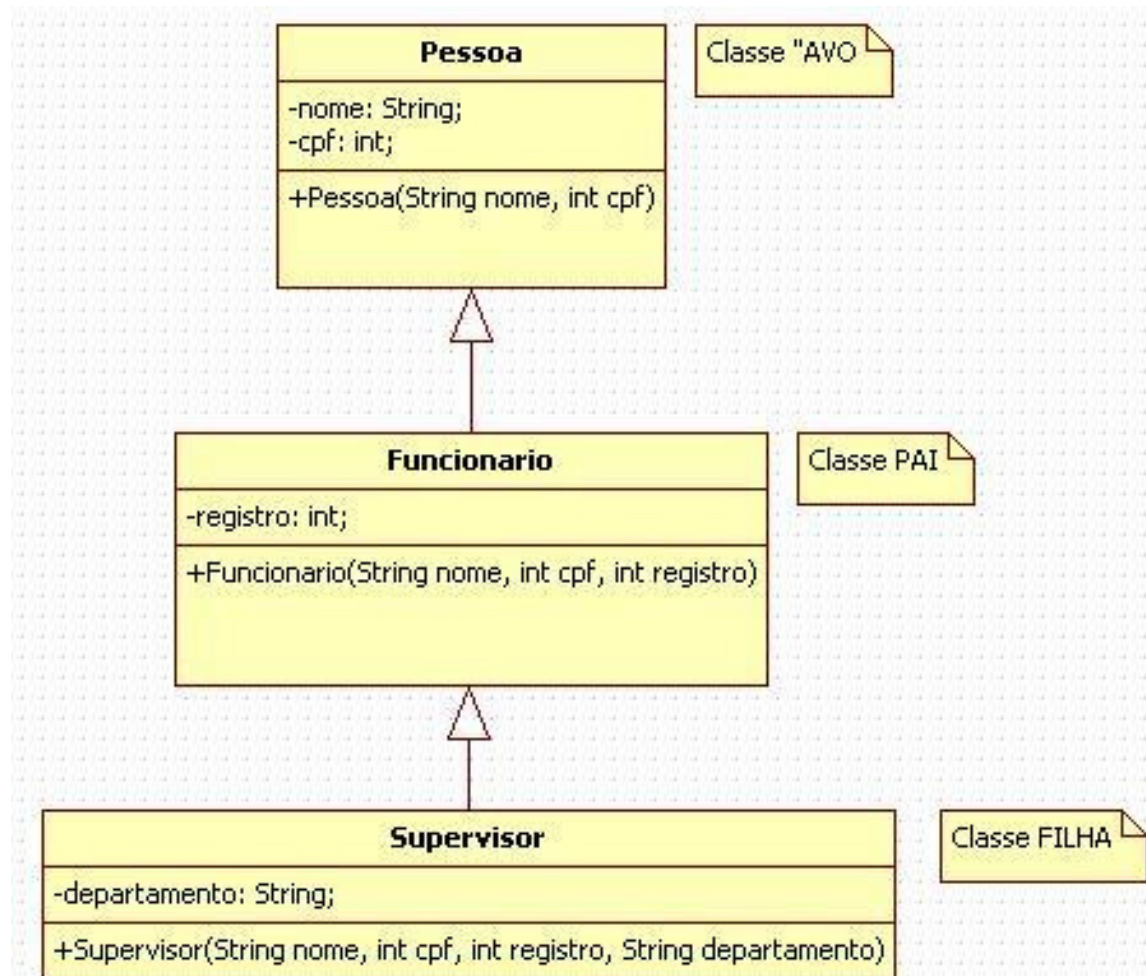 Pessoa
Classe "AVO
-nome: String;
-cpf: int;
+Pessoa(String nome, int cpf)
Funcionario
Classe PAI
-registro: int;
+Funcionario(String nome, int cpf, int registro)
Supervisor
Classe FILHA
-departamento: String;
+Supervisor(String nome, int cpf, int registro, String departamento)